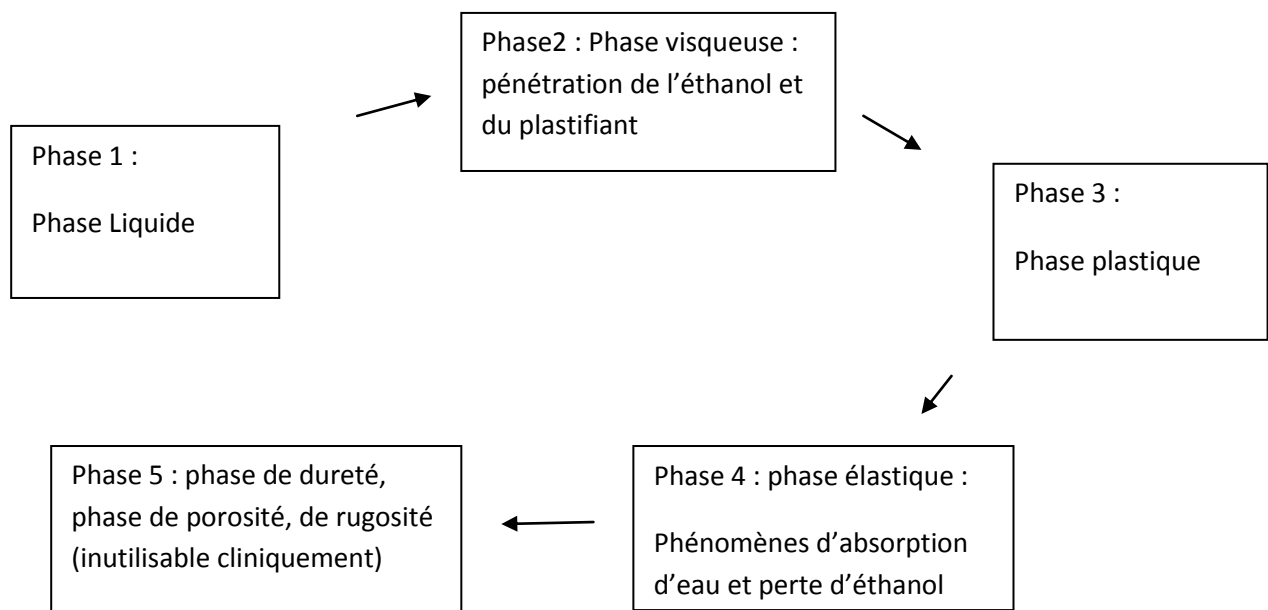 Phase 1 :
Phase Liquide
Phase2 : Phase visqueuse :
pénétration de l’éthanol et
du plastifiant
Phase 3 :
Phase plastique
Phase 4 : phase élastique :
Phénomènes d’absorption
d’eau et perte d’éthanol
Phase 5 : phase de dureté,
phase de porosité, de rugosité
(inutilisable cliniquement)